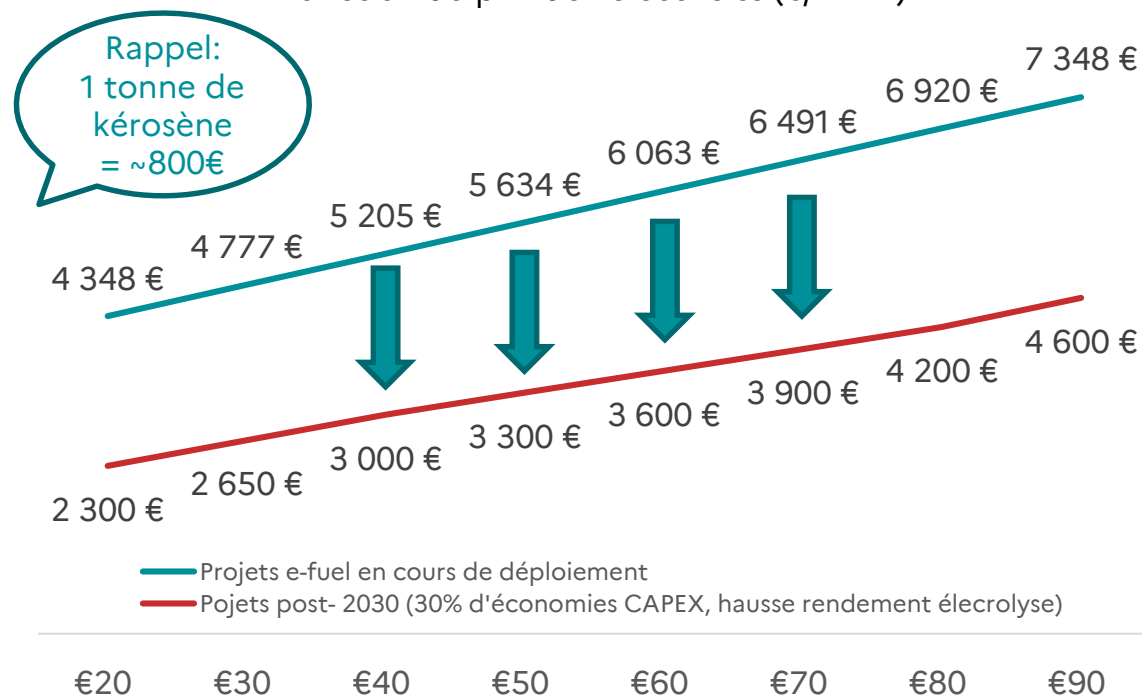 Rappel:
1 tonne de
kérosène
= ~800€
7 348 €
6 920 €
6 491 €
6 063 €
5 634 €
5 205 €
4 777 €
4 348 €
4 600 €
4 200 €
3 900 €
3 600 €
3 300 €
3 000 €
2 650 €
2 300 €
Projets e-fuel en cours de déploiement
Pojets post- 2030 (30% d'économies CAPEX, hausse rendement élecrolyse)
€20 €30 €40 €50 €60 €70 €80 €90